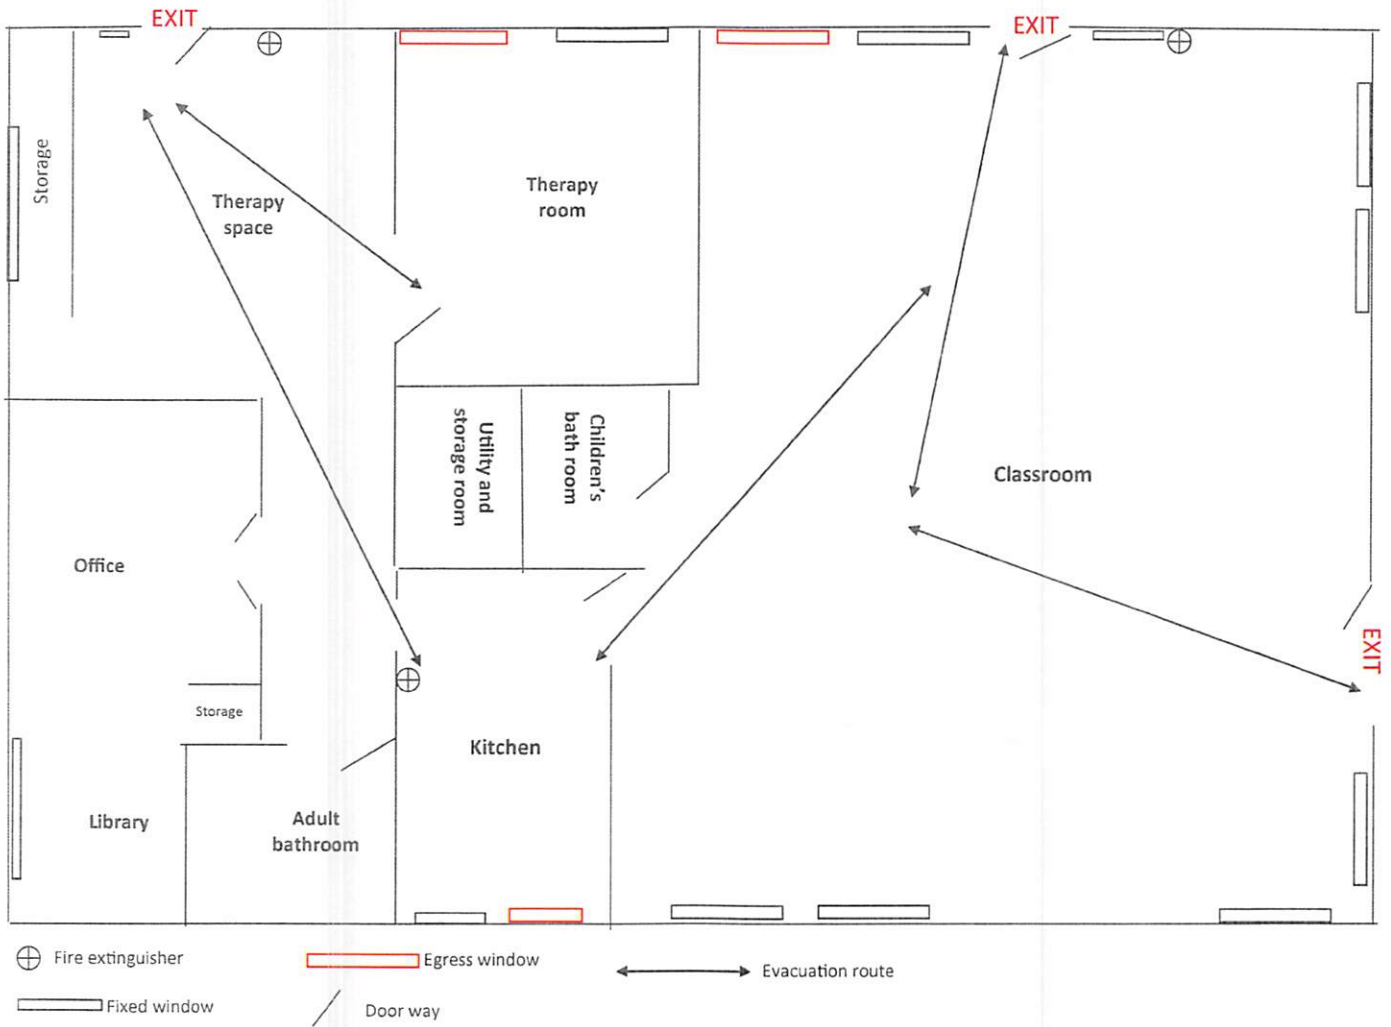 EXIT
EXIT
Storage
Therapy
space
Therapy
room
Utility and
storage room
Children's
bath room
Classroom
Office
EXIT
Storage
Kitchen
Library
Adult
bathroom
Fire extinguisher
Egress window
Evacuation route
Fixed window
Door way